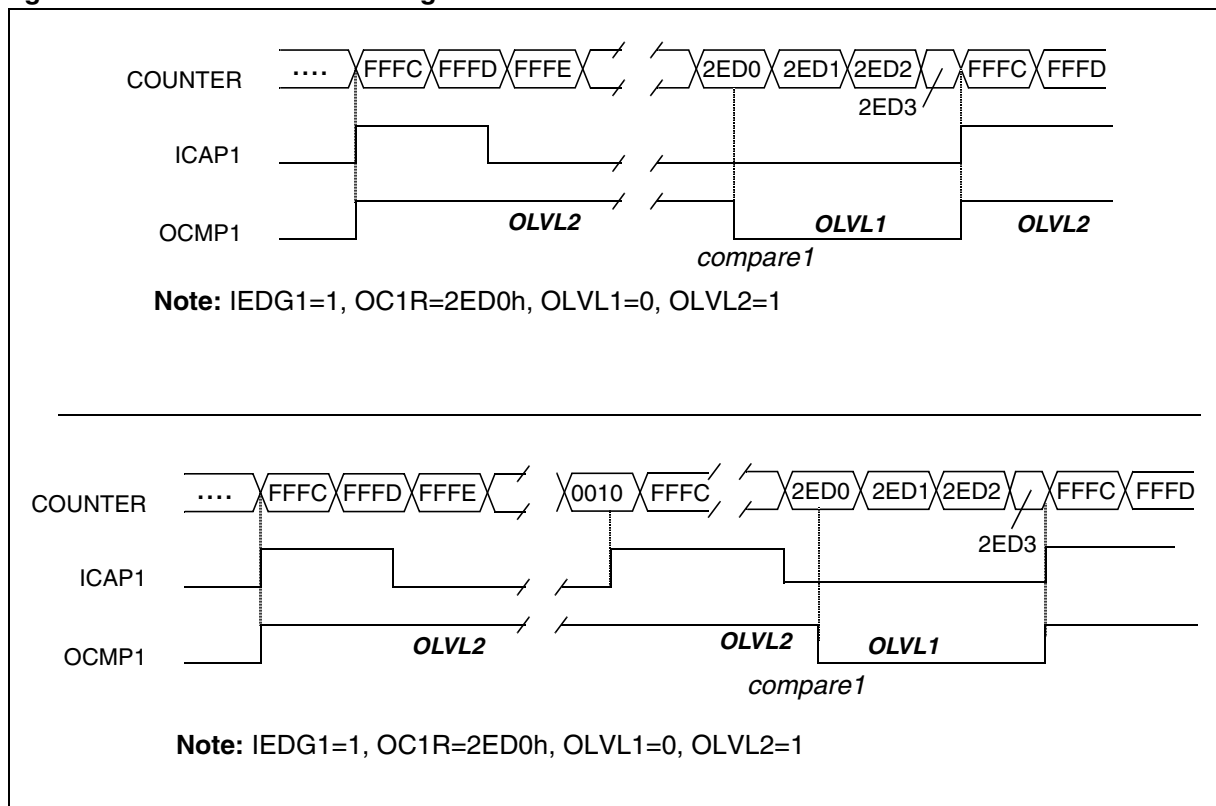 COUNTER .... FFFC FFFD FFFE 2ED0 2ED1 2ED2 FFFC FFFD
2ED3
ICAP1
OCMP1 OLVL2 OLVL1 OLVL2
compare1
Note: IEDG1=1, OC1R=2ED0h, OLVL1=0, OLVL2=1
COUNTER .... FFFC FFFD FFFE 0010 FFFC 2ED0 2ED1 2ED2 FFFC FFFD
2ED3
ICAP1
OCMP1 OLVL2 OLVL2 OLVL1
compare1
Note: IEDG1=1, OC1R=2ED0h, OLVL1=0, OLVL2=1